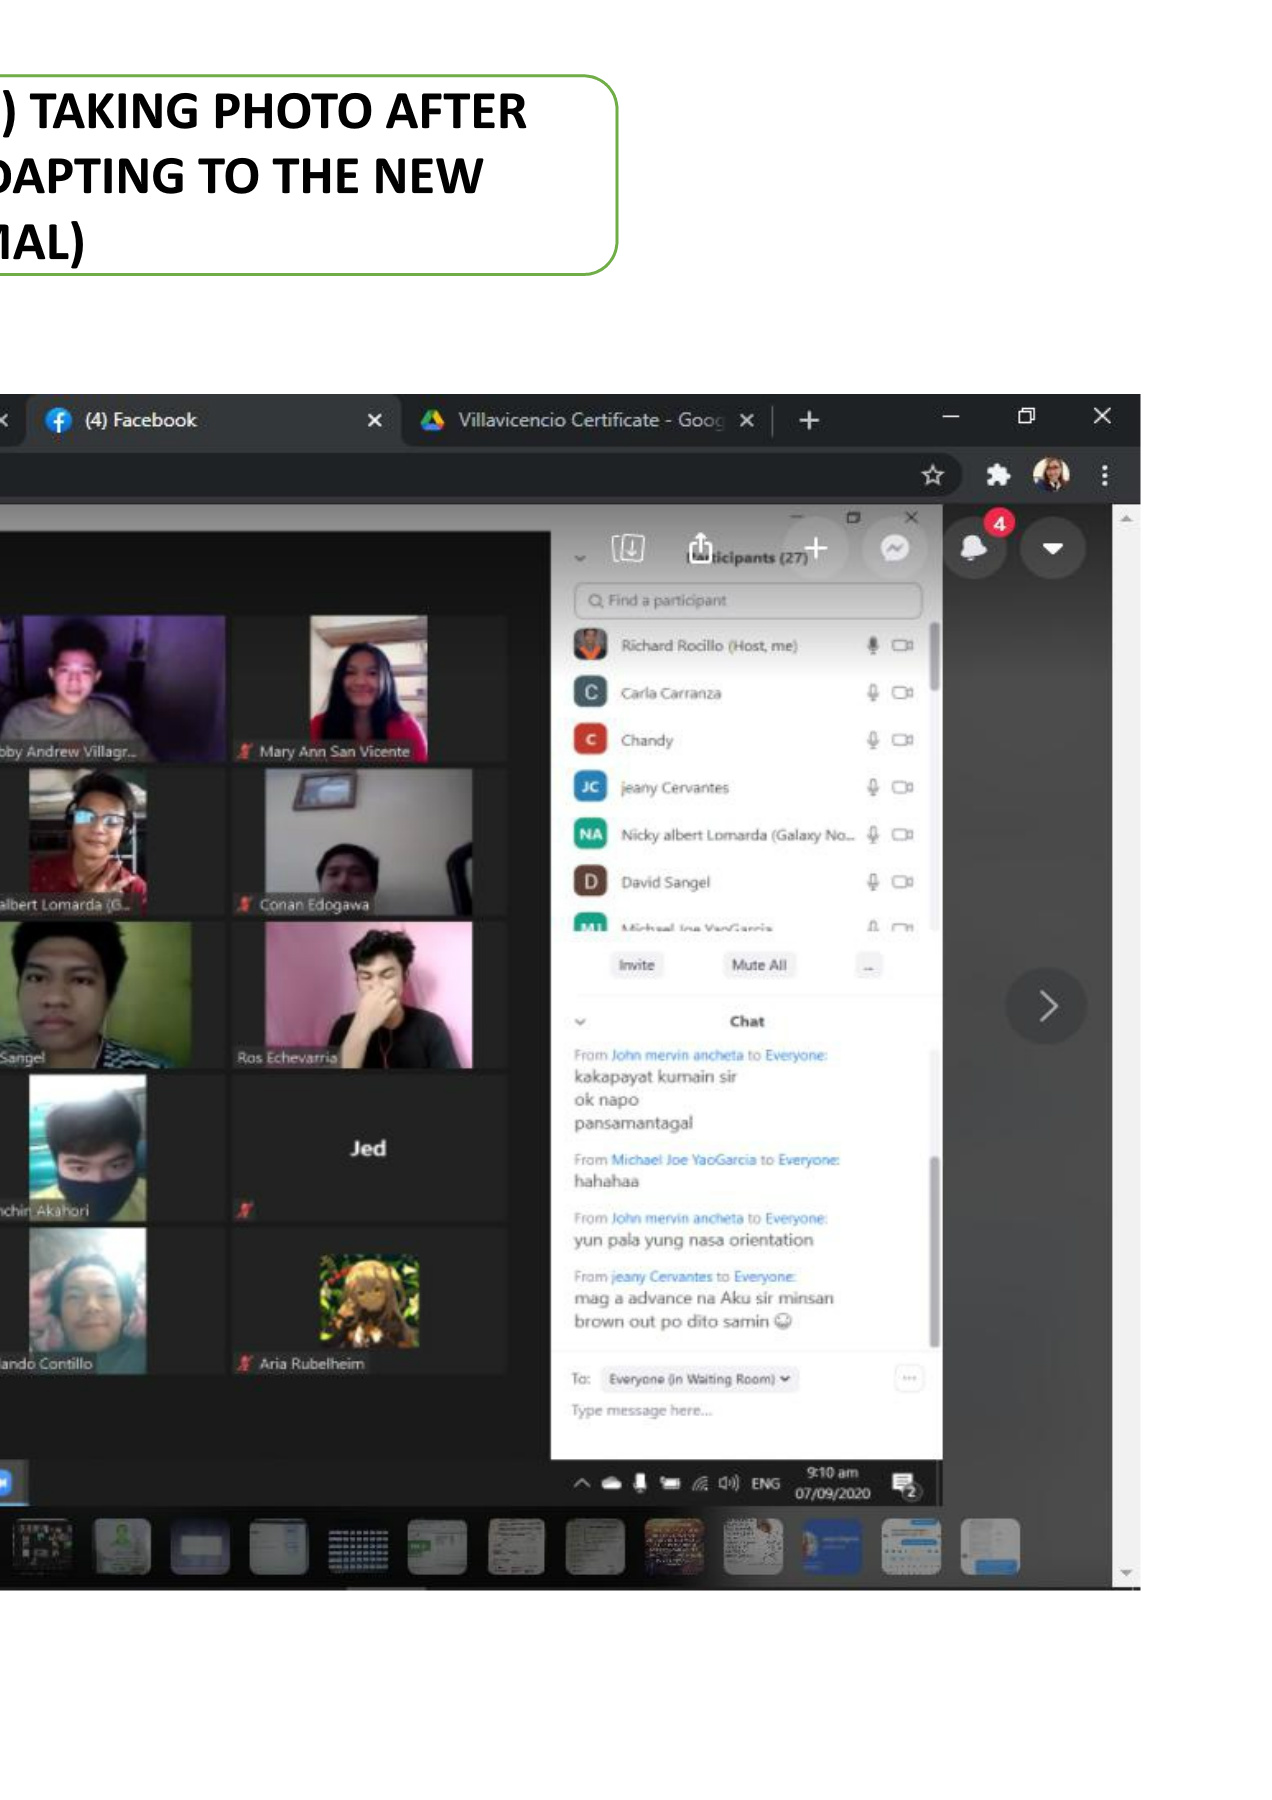 ) TAKING PHOTO AFTER
DAPTING TO THE NEW
MAL)
(4) Facebook
Villavicencio Certificate - Goog
4
Participants (27)
Find a participant
Richard Rocillo (Host, me)
C Carla Carranza
C Chandy
JC jeany Cervantes
NA Nicky albert Lomarda (Galaxy No...
D David Sangel
MJ Michael Joe YaoGarcia
Invite Mute All ...
Chat
From John mervin ancheta to Everyone:
kakapayat kumain sir
ok napo
pansamantagal
From Michael Joe YaoGarcia to Everyone:
hahahaa
From John mervin ancheta to Everyone:
yun pala yung nasa orientation
From jeany Cervantes to Everyone:
mag a advance na Aku sir minsan
brown out po dito samin
To: Everyone (in Waiting Room)
Type message here...
bby Andrew Villagr...
Mary Ann San Vicente
albert Lomarda (G...
Conan Edogawa
Sangel
Ros Echevarria
nchin Akahori
Jed
lando Contillo
Aria Rubelheim
ENG
9:10 am
07/09/2020
2